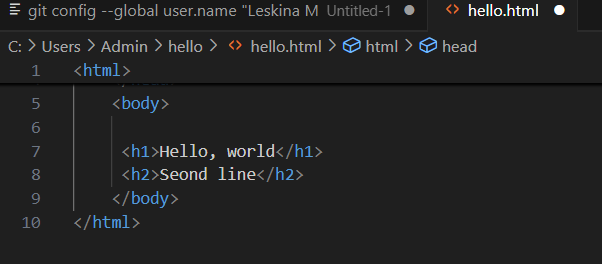 git config --global user.name "Leskina M Untitled-1 hello.html
C: > Users > Admin > hello > hello.html > html > head
1 <html>
5 <body>
6
7 <h1>Hello, world</h1>
8 <h2>Seond line</h2>
9 </body>
10 </html>